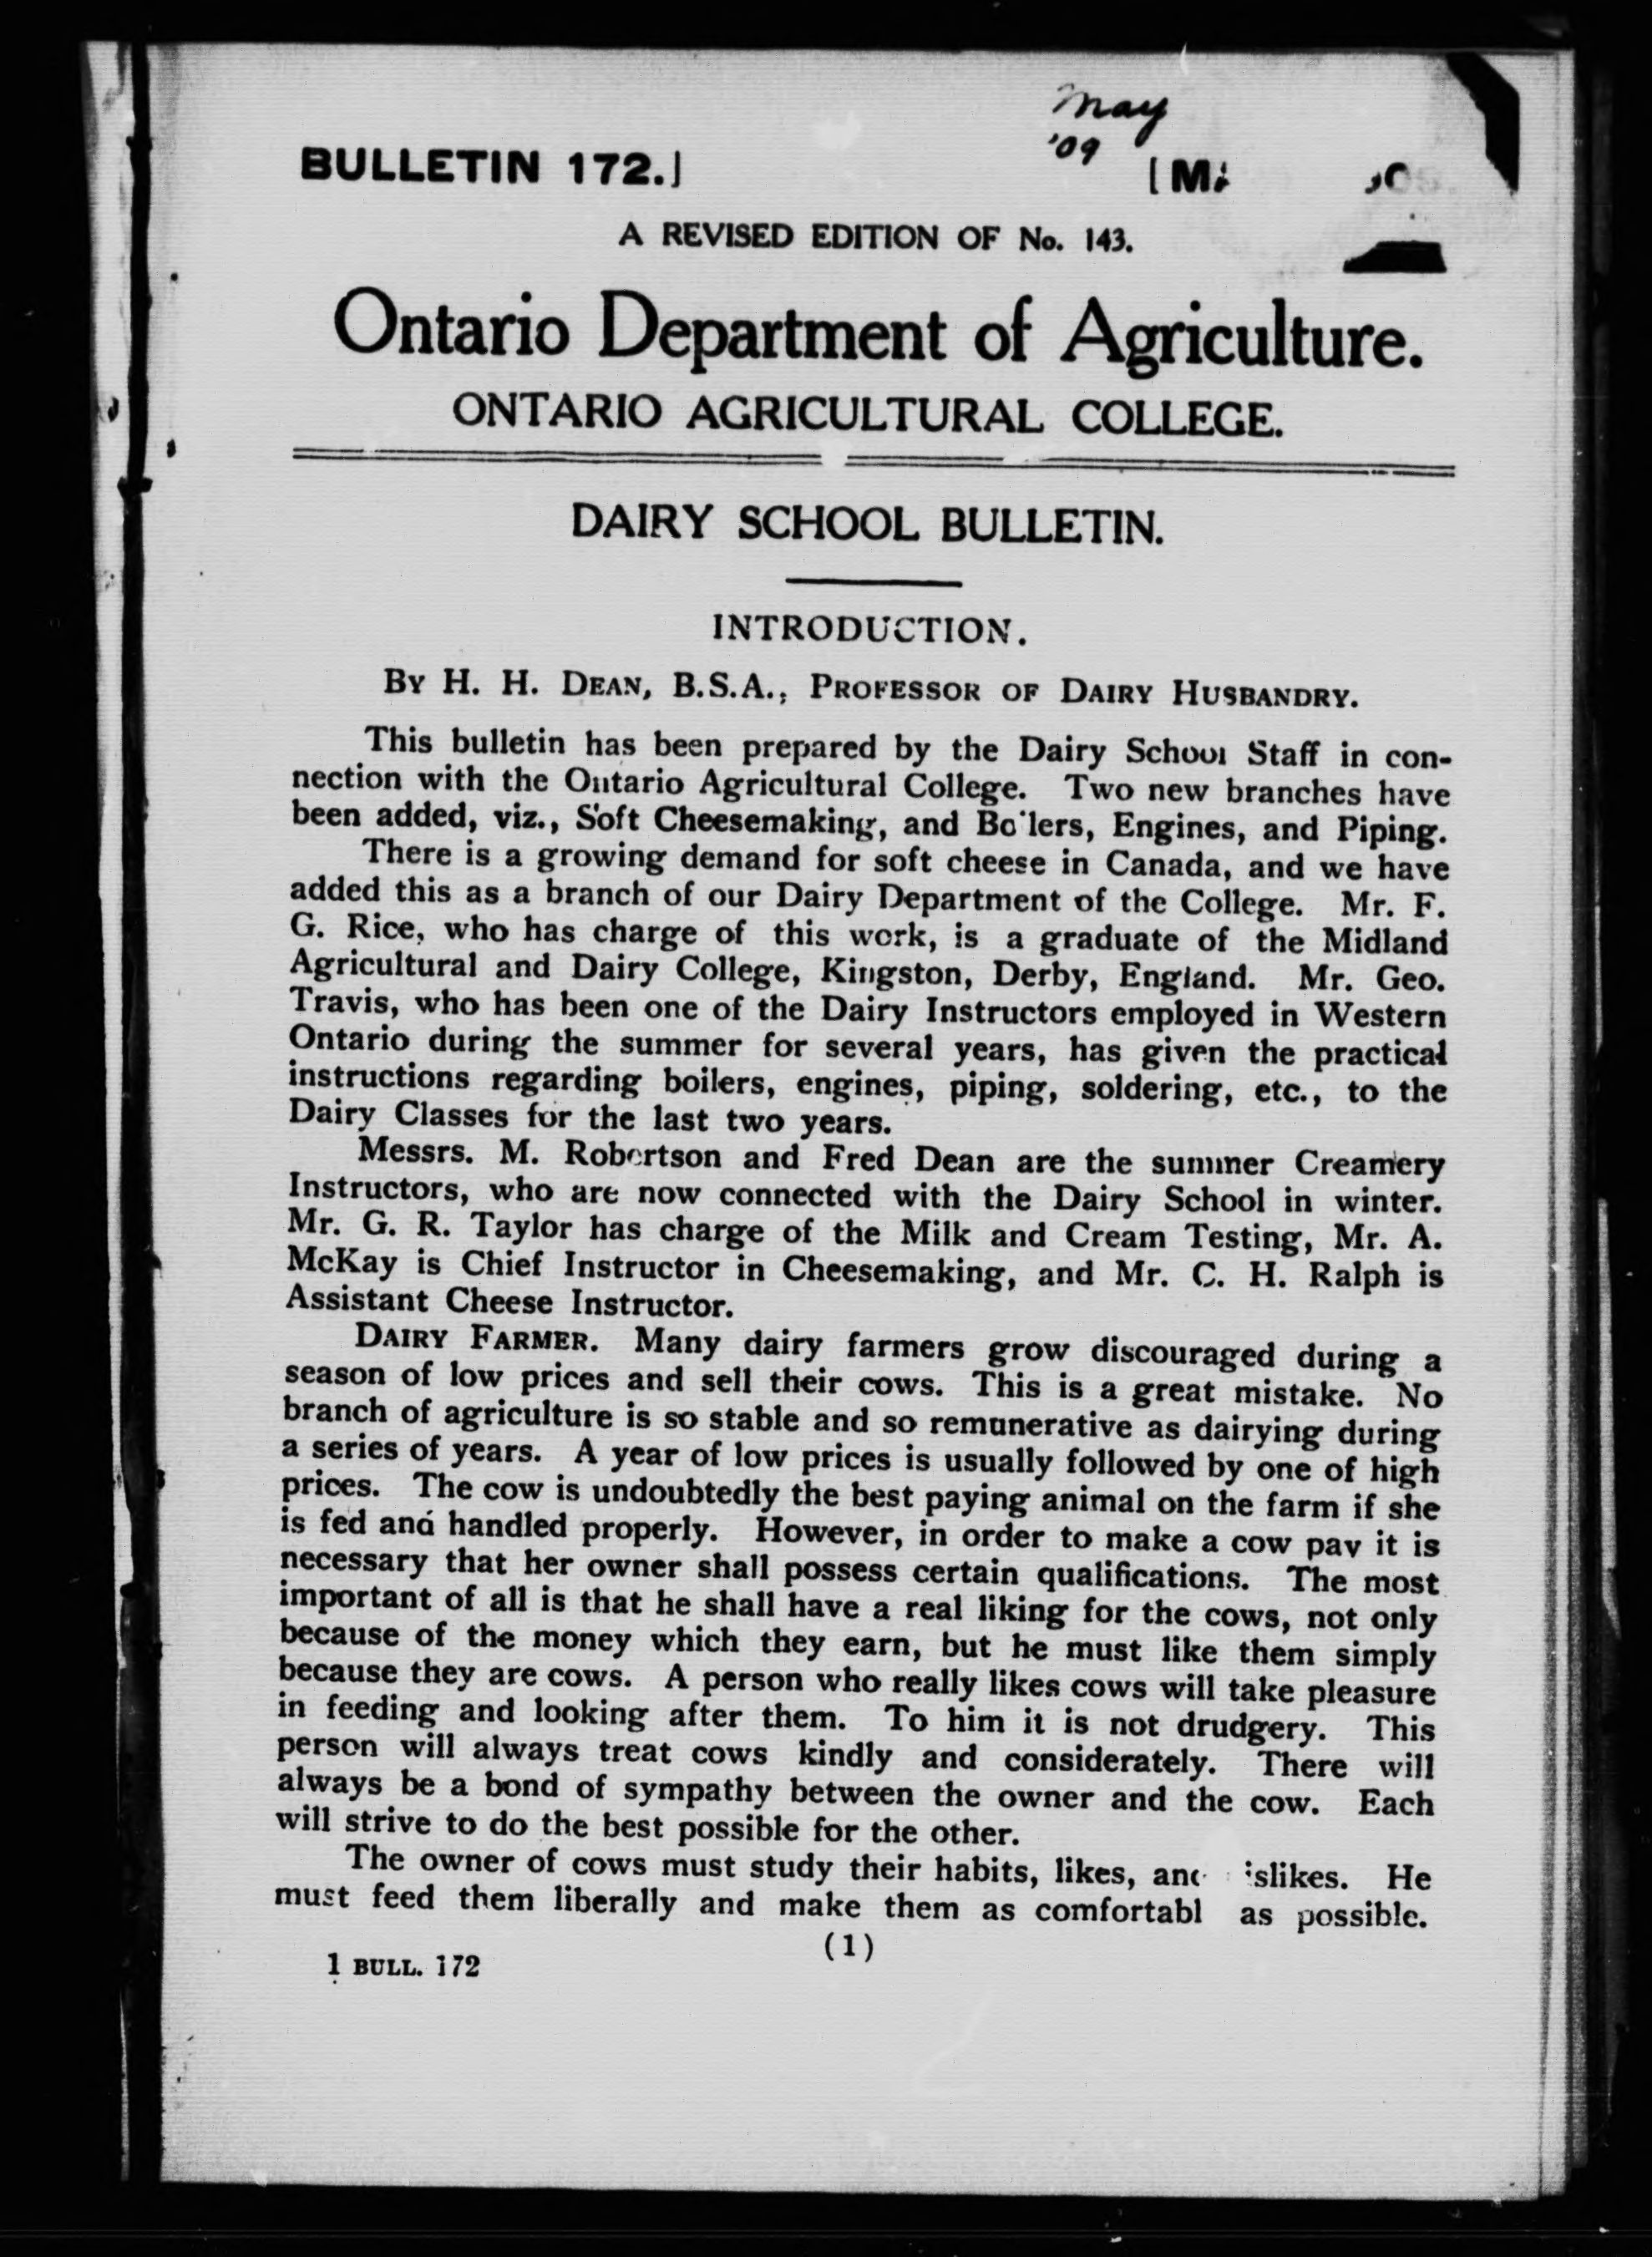 May
'09
BULLETIN 172.]
A REVISED EDITION OF No. 143.
Ontario Department of Agriculture.
ONTARIO AGRICULTURAL COLLEGE.
DAIRY SCHOOL BULLETIN.
INTRODUCTION.
By H. H. Dean, B.S.A., Professor of Dairy Husbandry.
This bulletin has been prepared by the Dairy School Staff in con-
nection with the Ontario Agricultural College. Two new branches have
been added, viz., Soft Cheesemaking, and Boilers, Engines, and Piping.
There is a growing demand for soft cheese in Canada, and we have
added this as a branch of our Dairy Department of the College. Mr. F.
G. Rice, who has charge of this work, is a graduate of the Midland
Agricultural and Dairy College, Kingston, Derby, England. Mr. Geo.
Travis, who has been one of the Dairy Instructors employed in Western
Ontario during the summer for several years, has given the practical
instructions regarding boilers, engines, piping, soldering, etc., to the
Dairy Classes for the last two years.
Messrs. M. Robertson and Fred Dean are the summer Creamery
Instructors, who are now connected with the Dairy School in winter.
Mr. G. R. Taylor has charge of the Milk and Cream Testing, Mr. A.
McKay is Chief Instructor in Cheesemaking, and Mr. C. H. Ralph is
Assistant Cheese Instructor.
Dairy Farmer. Many dairy farmers grow discouraged during a
season of low prices and sell their cows. This is a great mistake. No
branch of agriculture is so stable and so remunerative as dairying during
a series of years. A year of low prices is usually followed by one of high
prices. The cow is undoubtedly the best paying animal on the farm if she
is fed and handled properly. However, in order to make a cow pay it is
necessary that her owner shall possess certain qualifications. The most
important of all is that he shall have a real liking for the cows, not only
because of the money which they earn, but he must like them simply
because they are cows. A person who really likes cows will take pleasure
in feeding and looking after them. To him it is not drudgery. This
person will always treat cows kindly and considerately. There will
always be a bond of sympathy between the owner and the cow. Each
will strive to do the best possible for the other.
The owner of cows must study their habits, likes, and islikes. He
must feed them liberally and make them as comfortabl as possible.
(1)
1 BULL. 172